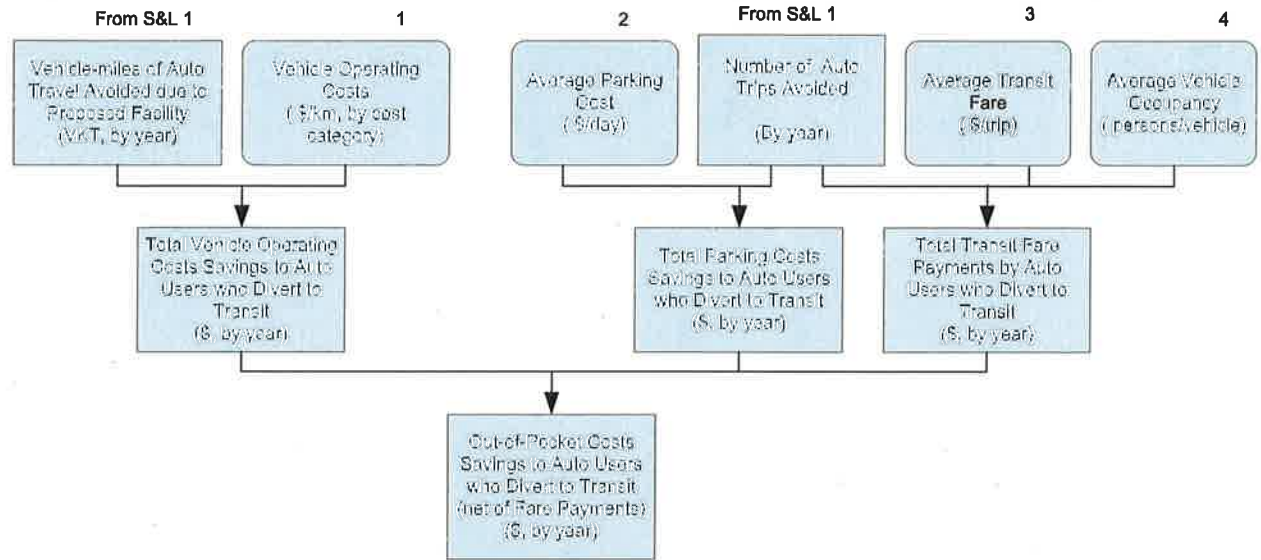 From S&L 1
1
2
From S&L 1
3
4
Vehicle-miles of Auto
Travel Avoided due to
Proposed Facility
(VKT, by year)
Vehicle Operating
Costs
( $/km, by cost
category)
Average Parking
Cost
( $/day)
Number of Auto
Trips Avoided
(By year)
Average Transit
Fare
( $/trip)
Average Vehicle
Occupancy
( persons/vehicle)
Total Vehicle Operating
Costs Savings to Auto
Users who Divert to
Transit
($, by year)
Total Parking Costs
Savings to Auto Users
who Divert to Transit
($, by year)
Total Transit Fare
Payments by Auto
Users who Divert to
Transit
($, by year)
Out-of-Pocket Costs
Savings to Auto Users
who Divert to Transit
(net of Fare Payments)
($, by year)